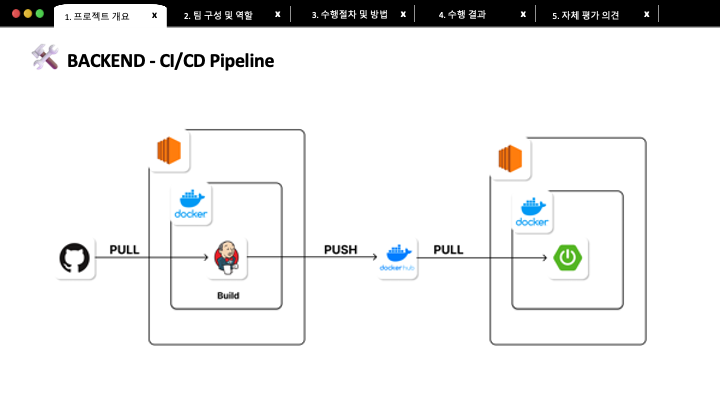 1. 프로젝트 개요 x
2. 팀 구성 및 역할 x
3. 수행절차 및 방법 x
4. 수행 결과 x
5. 자체 평가 의견 x
BACKEND - CI/CD Pipeline
docker
docker
PULL
PUSH
dockerhub
PULL
Build